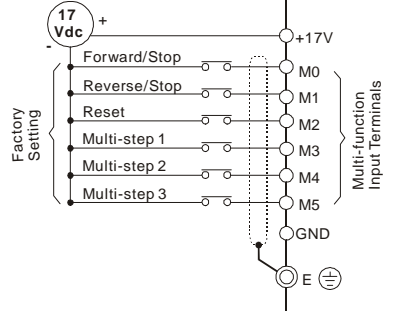 17
Vdc
+
-
+17V
Forward/Stop
M0
Reverse/Stop
M1
Reset
M2
Multi-step 1
M3
Multi-step 2
M4
Multi-step 3
M5
GND
E
Factory
Setting
Multi-function
Input Terminals